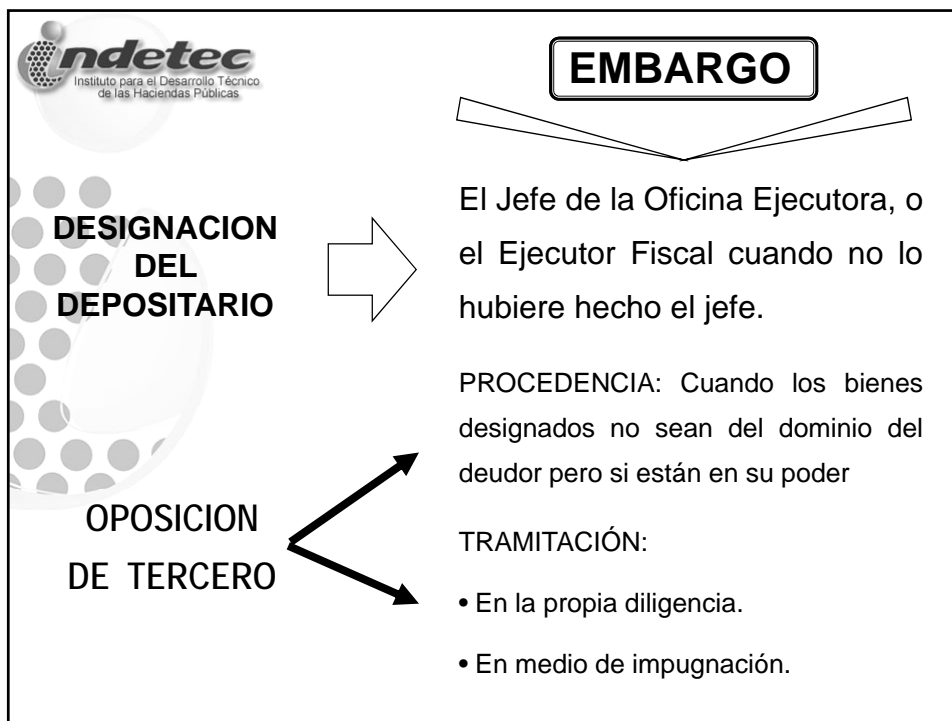 indetec
Instituto para el Desarrollo Técnico
de las Haciendas Públicas
EMBARGO
DESIGNACION
DEL
DEPOSITARIO
El Jefe de la Oficina Ejecutora, o
el Ejecutor Fiscal cuando no lo
hubiere hecho el jefe.
OPOSICION
DE TERCERO
PROCEDENCIA: Cuando los bienes
designados no sean del dominio del
deudor pero si están en su poder
TRAMITACIÓN:
• En la propia diligencia.
• En medio de impugnación.